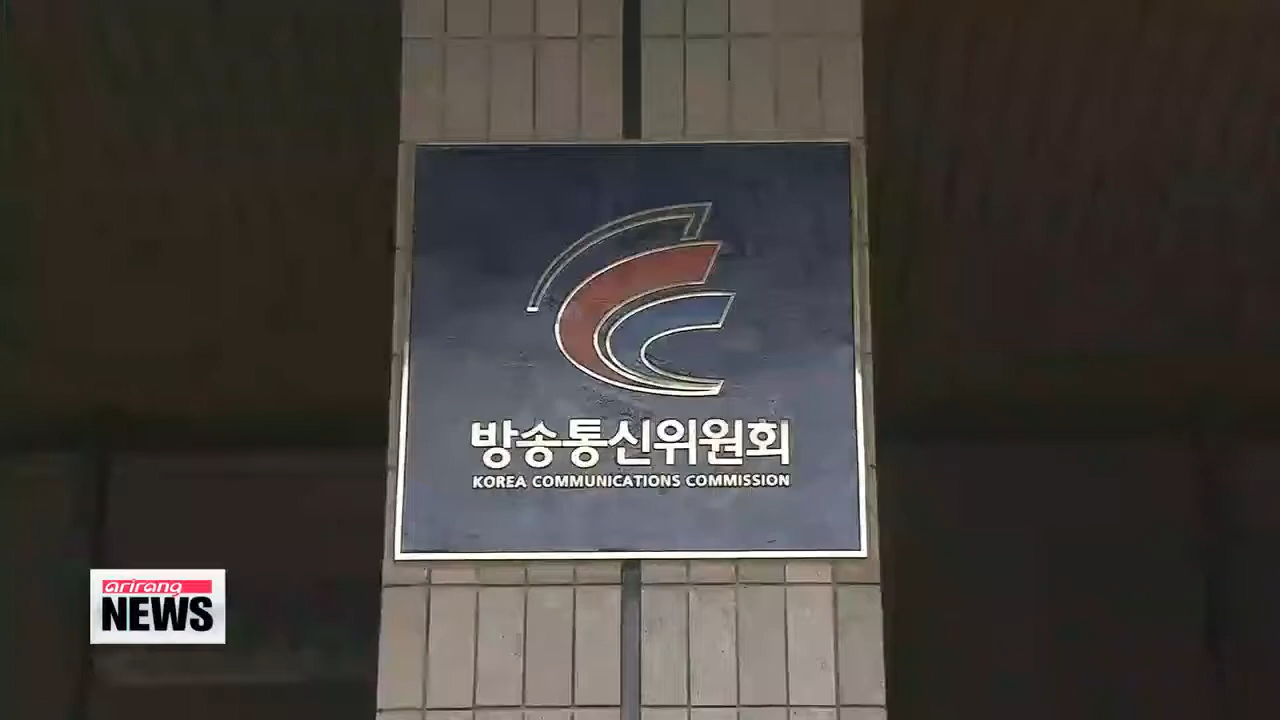 방송통신위원회
KOREA COMMUNICATIONS COMMISSION
arirang
NEWS